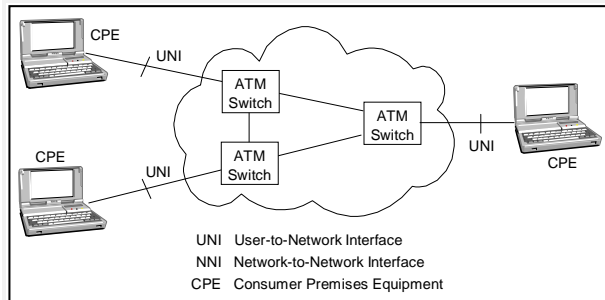 CPE
UNI
ATM
Switch
ATM
Switch
CPE
ATM
Switch
UNI
UNI
CPE
UNI User-to-Network Interface
NNI Network-to-Network Interface
CPE Consumer Premises Equipment